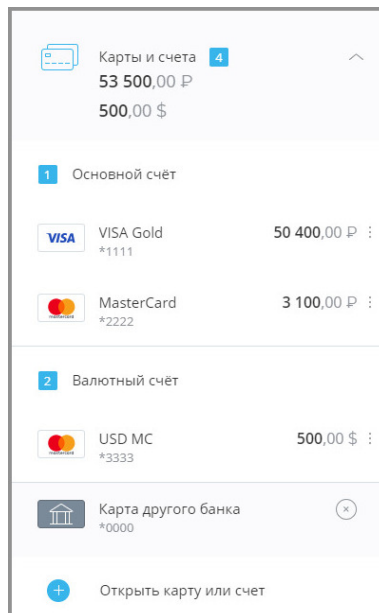 Карты и счета 4
53 500,00 ₽
500,00 $
1 Основной счёт
VISA VISA Gold 50 400,00 ₽
*1111
mastercard MasterCard 3 100,00 ₽
*2222
2 Валютный счёт
mastercard USD MC 500,00 $
*3333
Карта другого банка
*0000
Открыть карту или счет